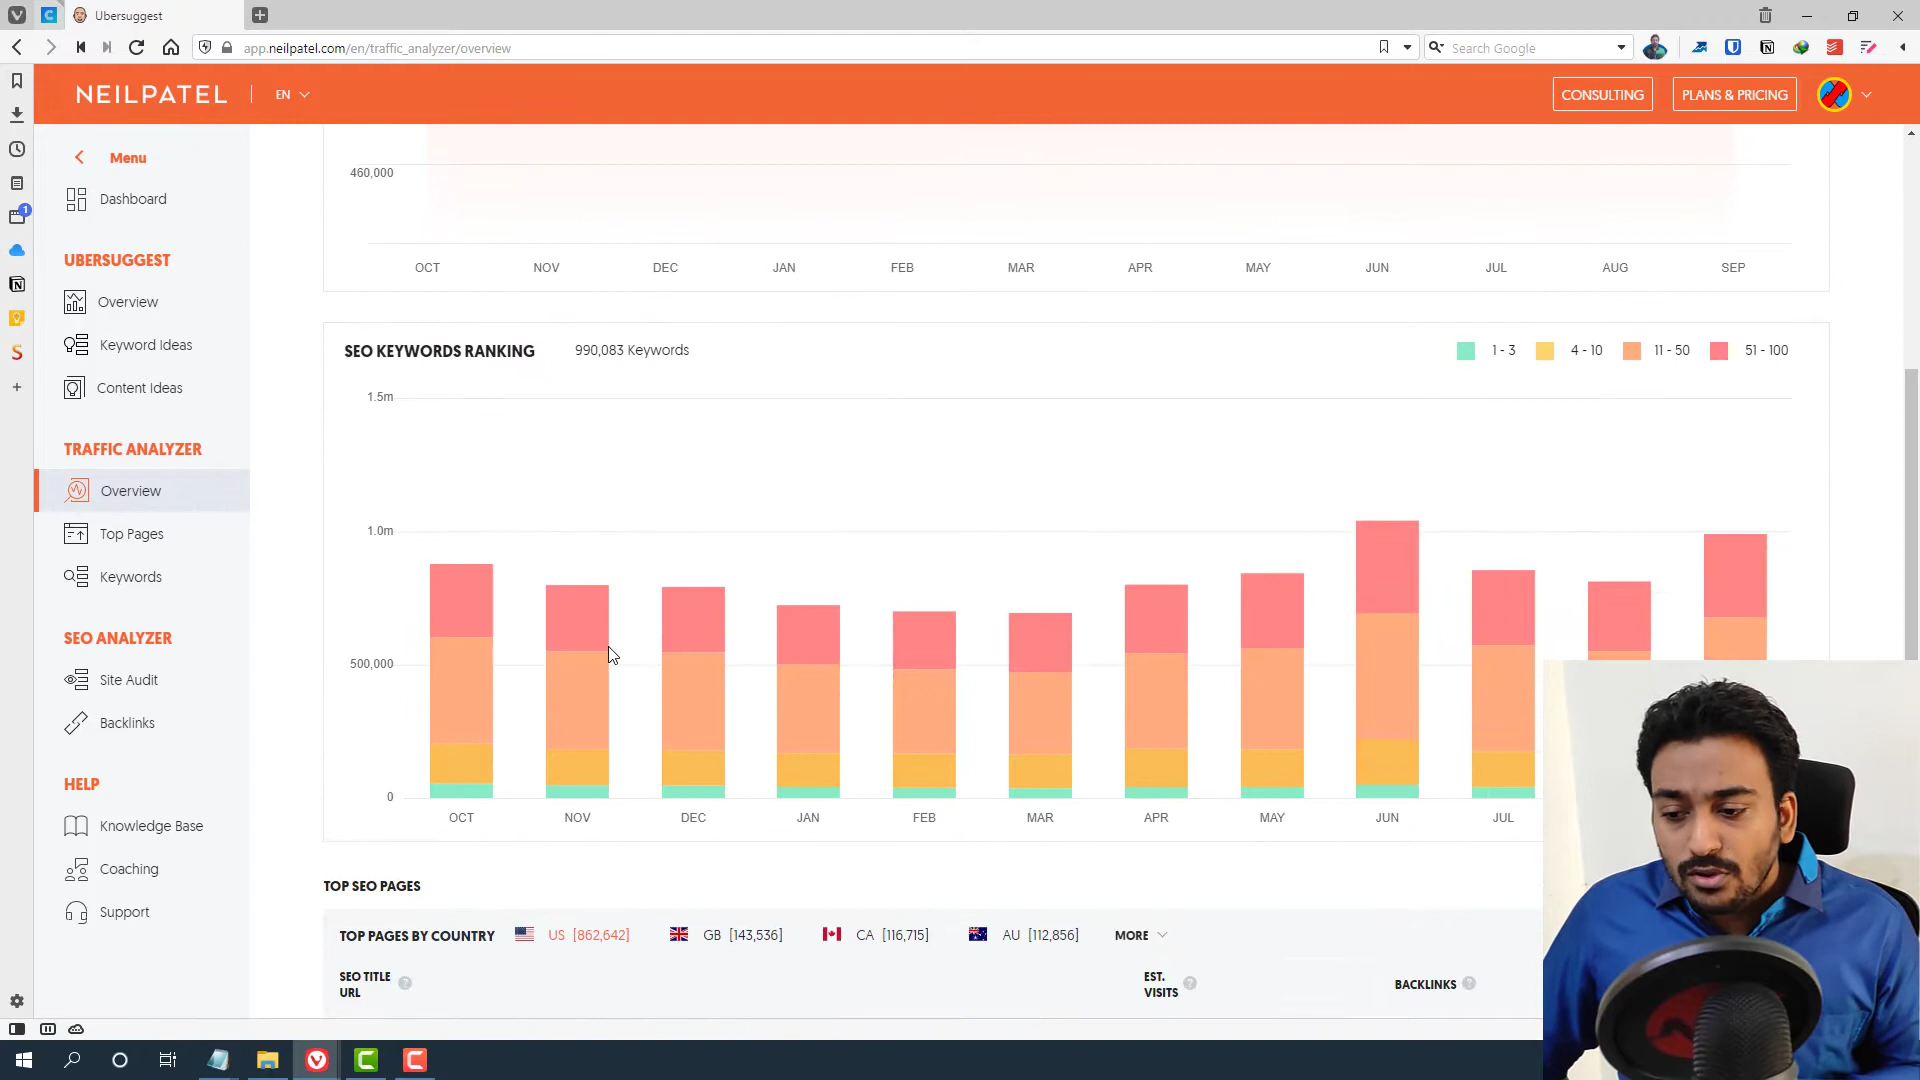 Ubersuggest
app.neilpatel.com/en/traffic_analyzer/overview
Search Google
NEILPATEL
EN
CONSULTING
PLANS & PRICING
Menu
Dashboard
UBERSUGGEST
Overview
Keyword Ideas
Content Ideas
TRAFFIC ANALYZER
Overview
Top Pages
Keywords
SEO ANALYZER
Site Audit
Backlinks
HELP
Knowledge Base
Coaching
Support
1
460,000
OCT NOV DEC JAN FEB MAR APR MAY JUN JUL AUG SEP
SEO KEYWORDS RANKING 990,083 Keywords
1 - 3 4 - 10 11 - 50 51 - 100
1.5m
1.0m
500,000
0
OCT NOV DEC JAN FEB MAR APR MAY JUN JUL
TOP SEO PAGES
TOP PAGES BY COUNTRY US [862,642] GB [143,536] CA [116,715] AU [112,856] MORE
SEO TITLE
URL
EST.
VISITS
BACKLINKS